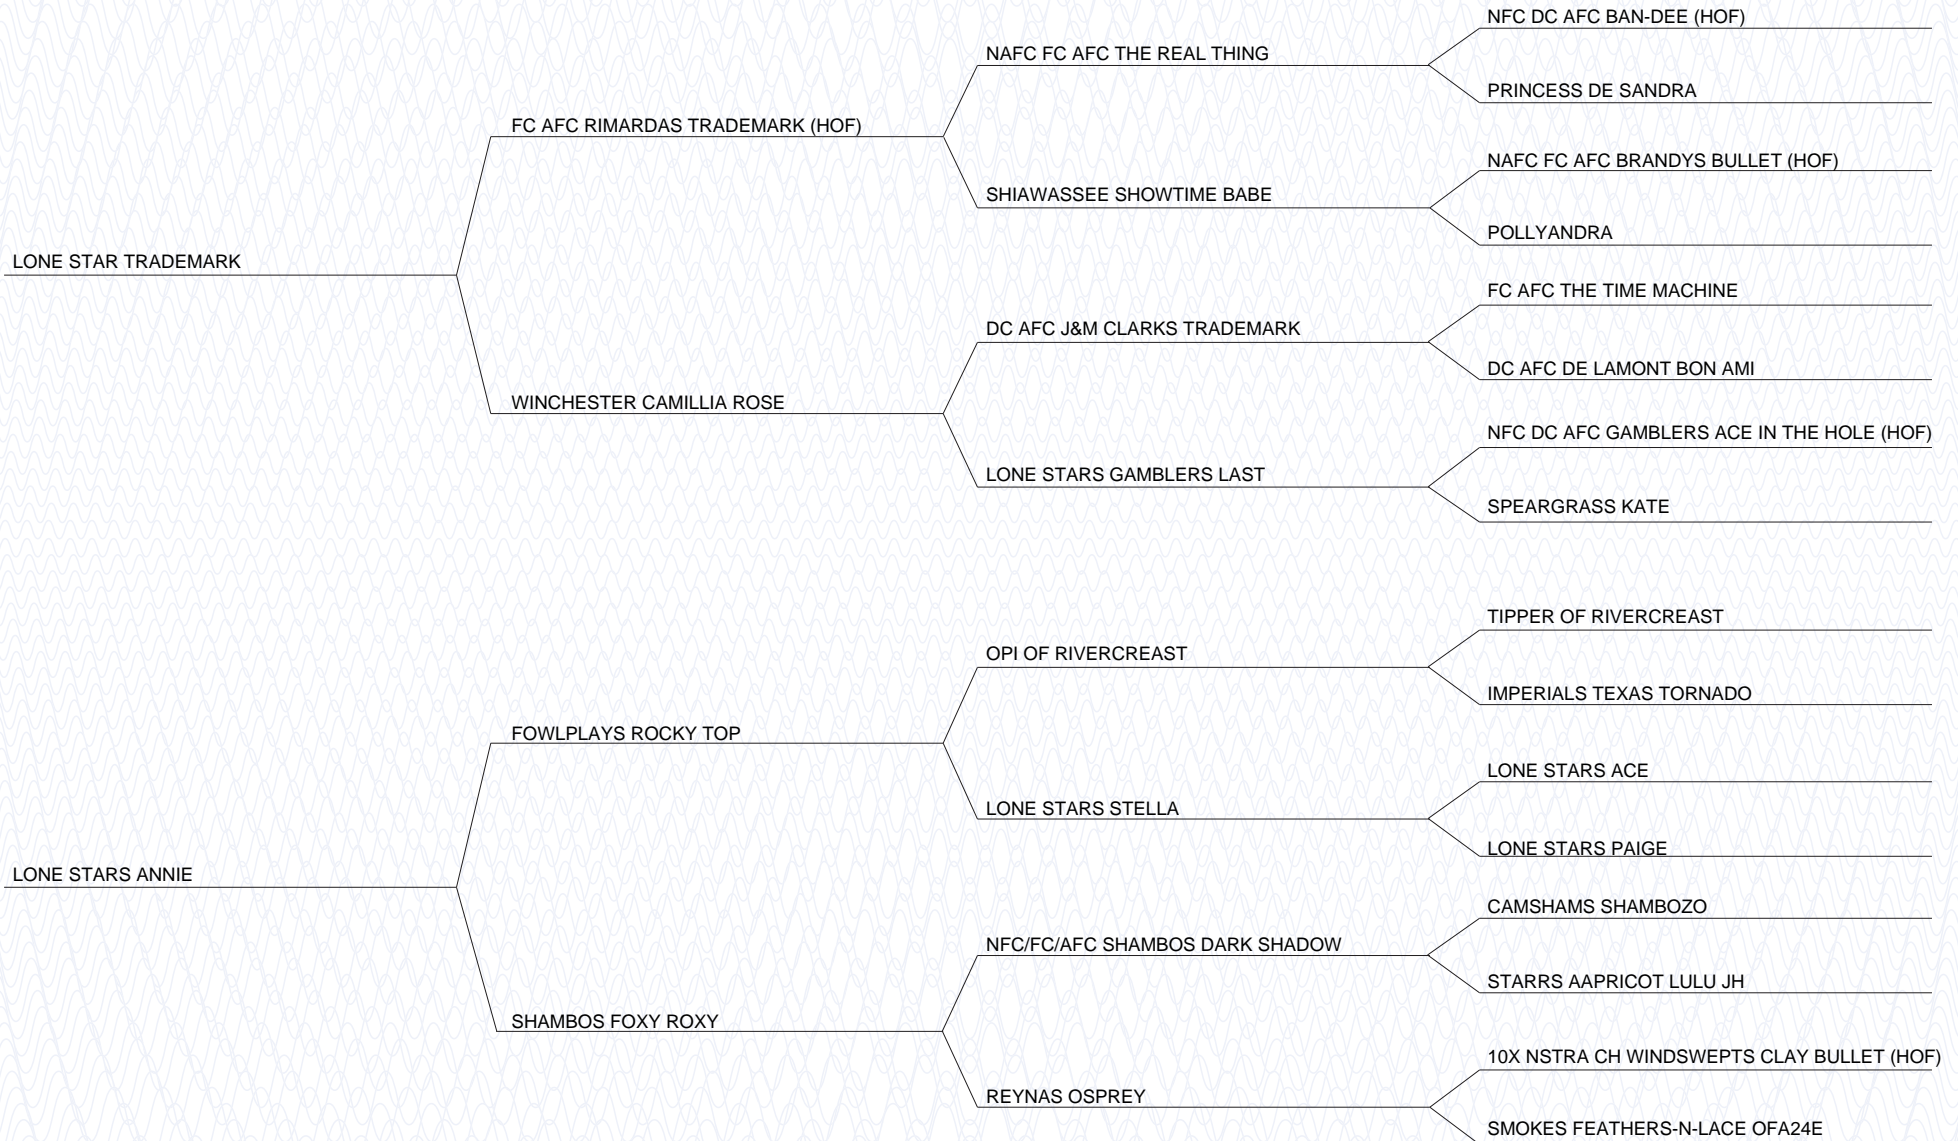 LONE STAR TRADEMARK
FC AFC RIMARDAS TRADEMARK (HOF)
NAFC FC AFC THE REAL THING
NFC DC AFC BAN-DEE (HOF)
PRINCESS DE SANDRA
SHIAWASSEE SHOWTIME BABE
NAFC FC AFC BRANDYS BULLET (HOF)
POLLYANDRA
WINCHESTER CAMILLIA ROSE
DC AFC J&M CLARKS TRADEMARK
FC AFC THE TIME MACHINE
DC AFC DE LAMONT BON AMI
LONE STARS GAMBLERS LAST
NFC DC AFC GAMBLERS ACE IN THE HOLE (HOF)
SPEARGRASS KATE
LONE STARS ANNIE
FOWLPLAYS ROCKY TOP
OPI OF RIVERCREAST
TIPPER OF RIVERCREAST
IMPERIALS TEXAS TORNADO
LONE STARS STELLA
LONE STARS ACE
LONE STARS PAIGE
SHAMBOS FOXY ROXY
NFC/FC/AFC SHAMBOS DARK SHADOW
CAMSHAMS SHAMBOZO
STARRS AAPRICOT LULU JH
REYNAS OSPREY
10X NSTRA CH WINDSWEPTS CLAY BULLET (HOF)
SMOKES FEATHERS-N-LACE OFA24E